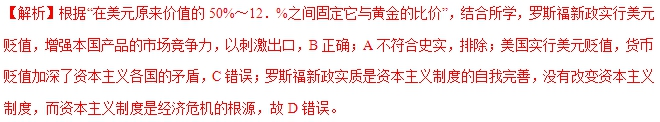 【解析】根据“在美元原来价值的 50%～12．%之间固定它与黄金的比价”，结合所学，罗斯福新政实行美元
贬值，增强本国产品的市场竞争力，以刺激出口，B 正确；A 不符合史实，排除；美国实行美元贬值，货币
贬值加深了资本主义各国的矛盾，C 错误；罗斯福新政实质是资本主义制度的自我完善，没有改变资本主义
制度，而资本主义制度是经济危机的根源，故 D 错误。